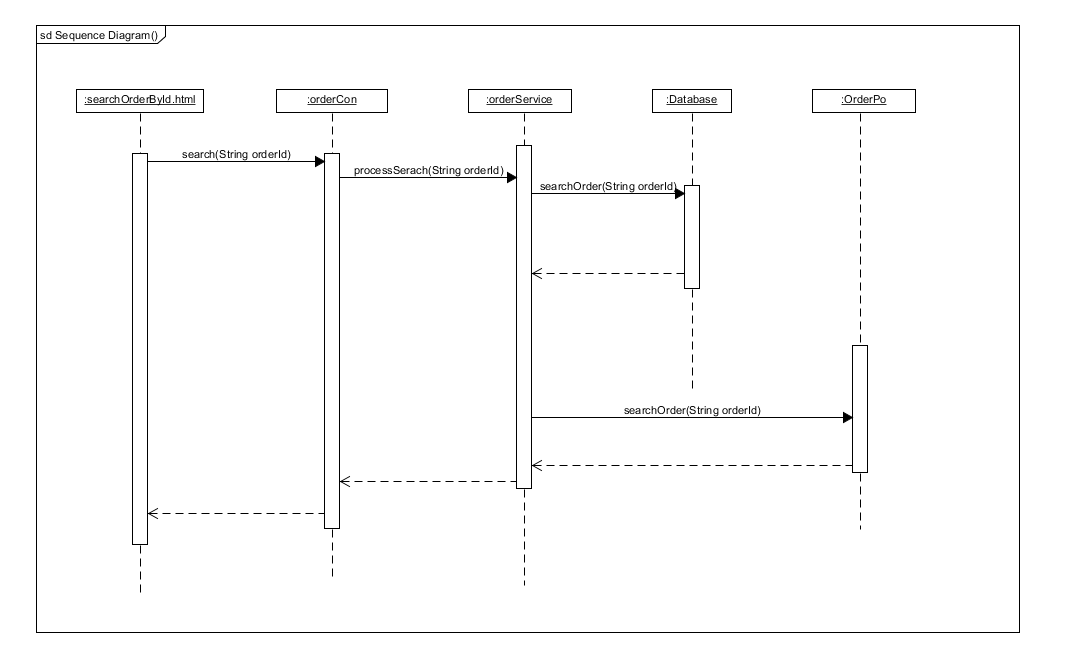 sd Sequence Diagram()
:searchOrderById.html
:orderCon
:orderService
:Database
:OrderPo
search(String orderId)
processSerach(String orderId)
searchOrder(String orderId)
searchOrder(String orderId)